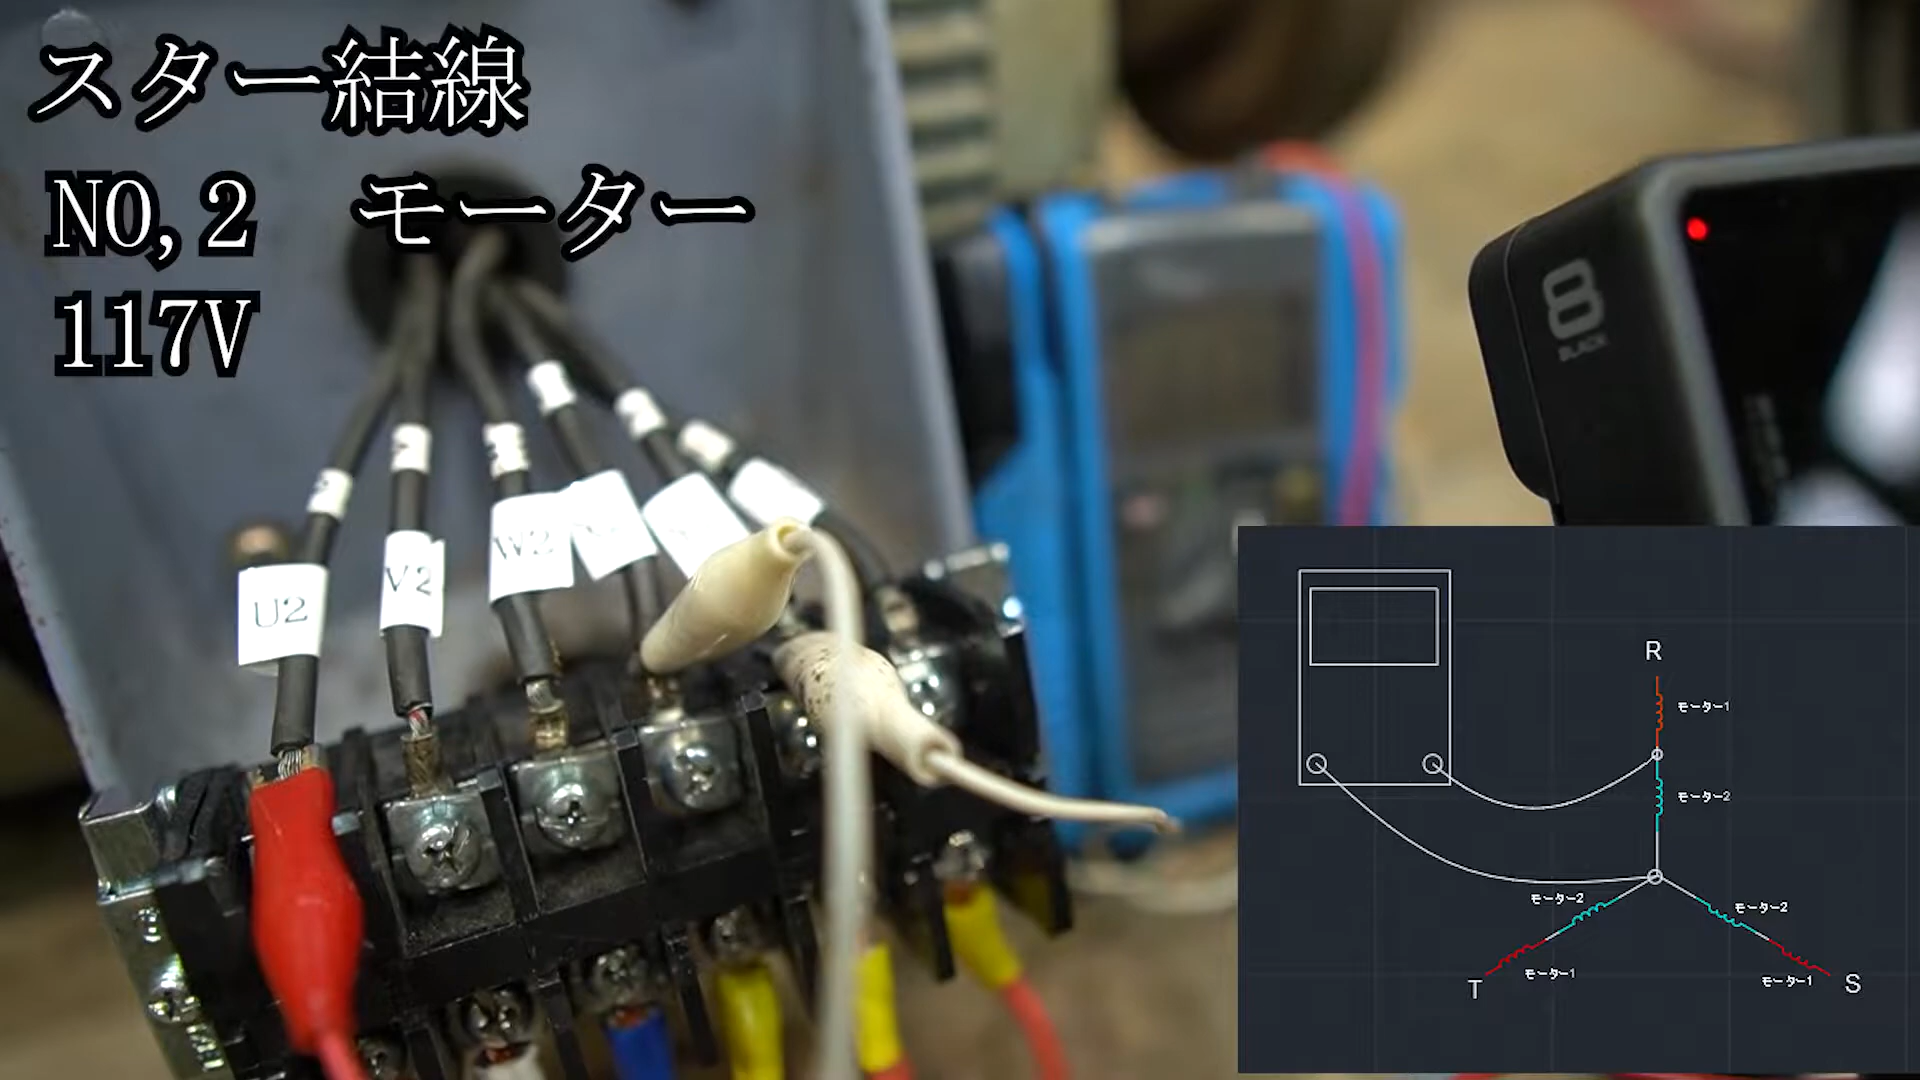 スター結線
NO,2　モーター
117V
8
BLACK
U2
V2
W2
R
モーター1
モーター2
モーター2
モーター2
モーター1
モーター1
T
S